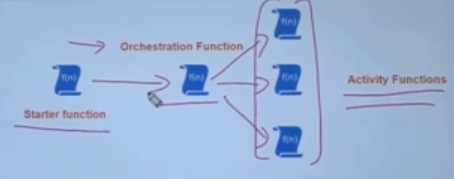 Orchestration Function
f(n)
f(n)
f(n)
f(n)
f(n)
Activity Functions
Starter function